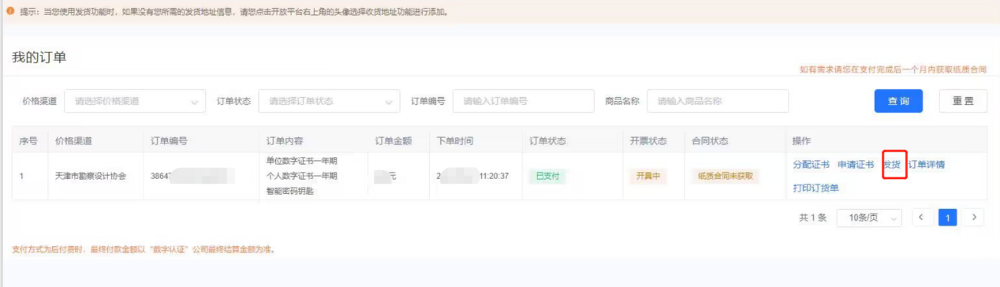 提示：当您使用发货功能时，如果没有您所需的发货地址信息，请您点击开放平台右上角的头像选择收货地址功能进行添加。
我的订单
如有需求请您在支付完成后一个月内获取纸质合同
价格渠道 请选择价格渠道 订单状态 请选择订单状态 订单编号 请输入订单编号 商品名称 请输入商品名称 查询 重置
序号 价格渠道 订单编号 订单内容 订单金额 下单时间 订单状态 开票状态 合同状态 操作
单位数字证书一年期
1 天津市勘察设计协会 3864 个人数字证书一年期 元 2 11:20:37 已支付 开具中 纸质合同未获取 分配证书 申请证书 发货 订单详情
智能密码钥匙 打印订货单
共 1 条 10条/页 < 1 >
支付方式为后付费时，最终付款金额以“数字认证”公司最终结算金额为准。